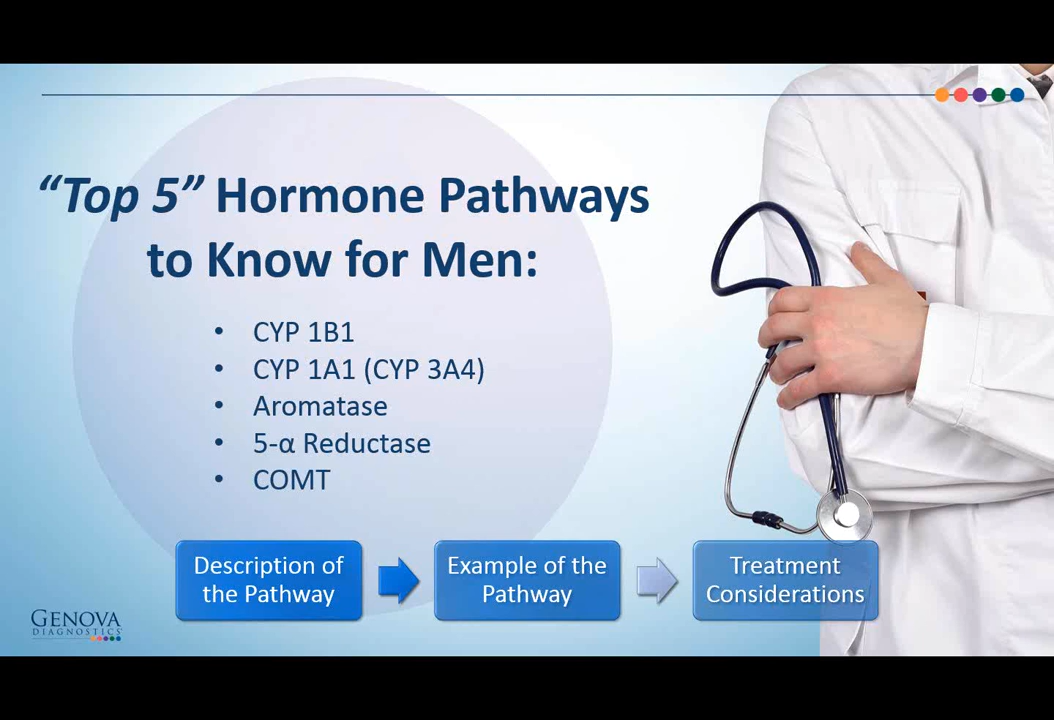 “Top 5” Hormone Pathways
to Know for Men:
• CYP 1B1
• CYP 1A1 (CYP 3A4)
• Aromatase
• 5-α Reductase
• COMT
Description of
the Pathway
Example of the
Pathway
Treatment
Considerations
GENOVA
DIAGNOSTICS